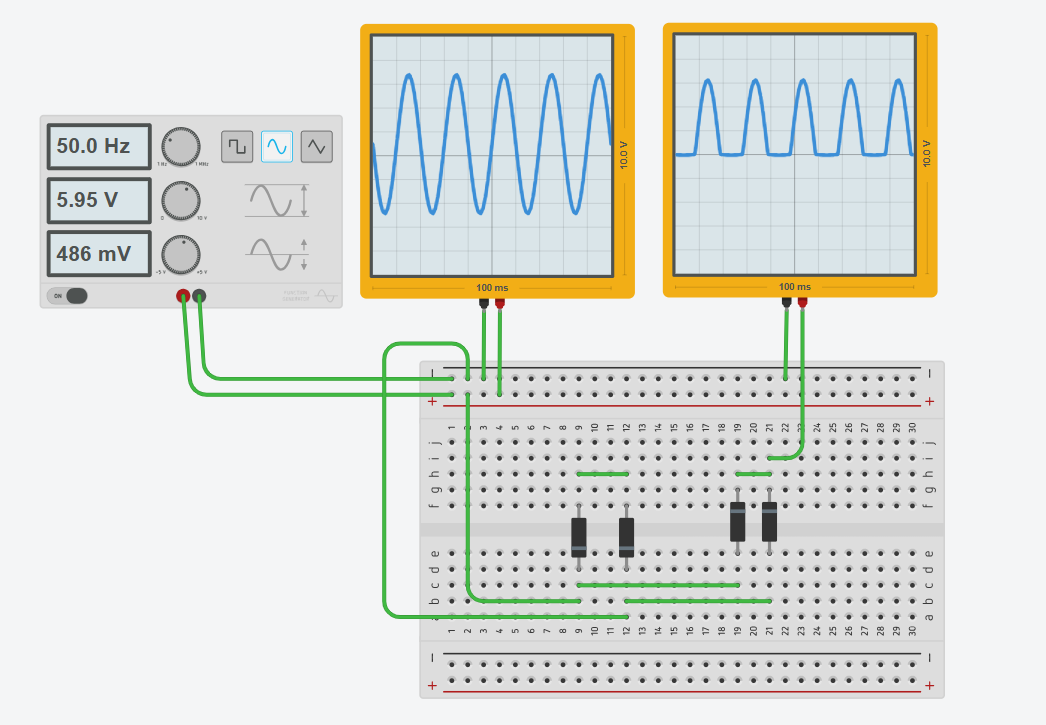 50.0 Hz
1 Hz
1 MHz
5.95 V
0
10 V
486 mV
-5 V
+5 V
ON
FUNCTION
GENERATOR
10.0 V
100 ms
10.0 V
100 ms
− −
+ +
1 2 3 4 5 6 7 8 9 10 11 12 13 14 15 16 17 18 19 20 21 22 23 24 25 26 27 28 29 30
j j
i i
h h
g g
f f
e e
d d
c c
b b
a a
1 2 3 4 5 6 7 8 9 10 11 12 13 14 15 16 17 18 19 20 21 22 23 24 25 26 27 28 29 30
− −
+ +